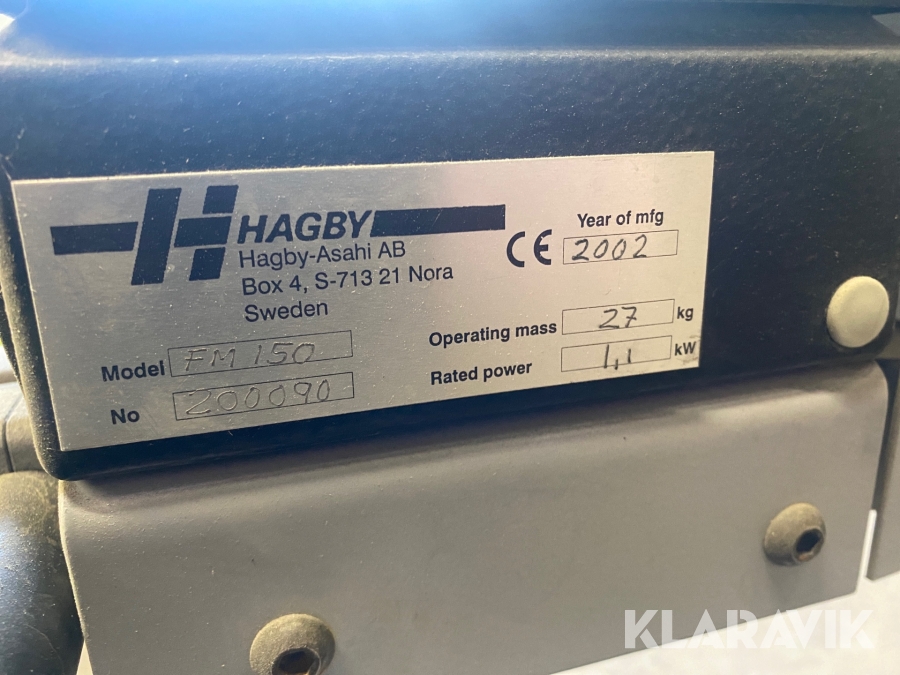 HAGBY
Hagby-Asahi AB
Box 4, S-713 21 Nora
Sweden
Model FM 150
No 200090
CE
Year of mfg
2002
Operating mass 27 kg
Rated power 1,1 kW
KLARAVIK